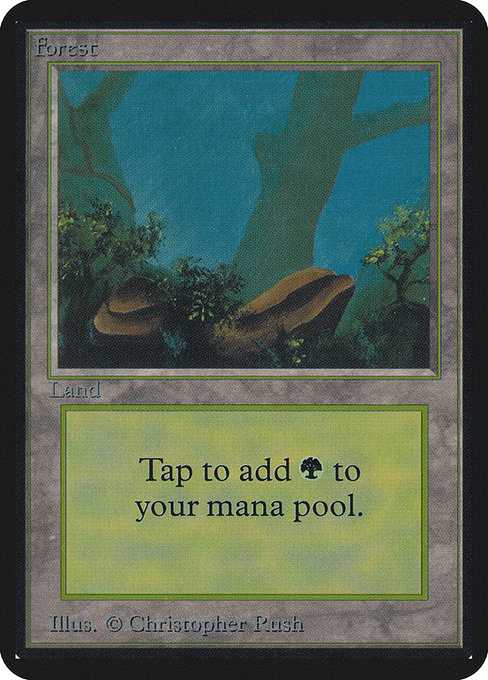 Forest
Land
Tap to add to
your mana pool.
Illus. © Christopher Rush